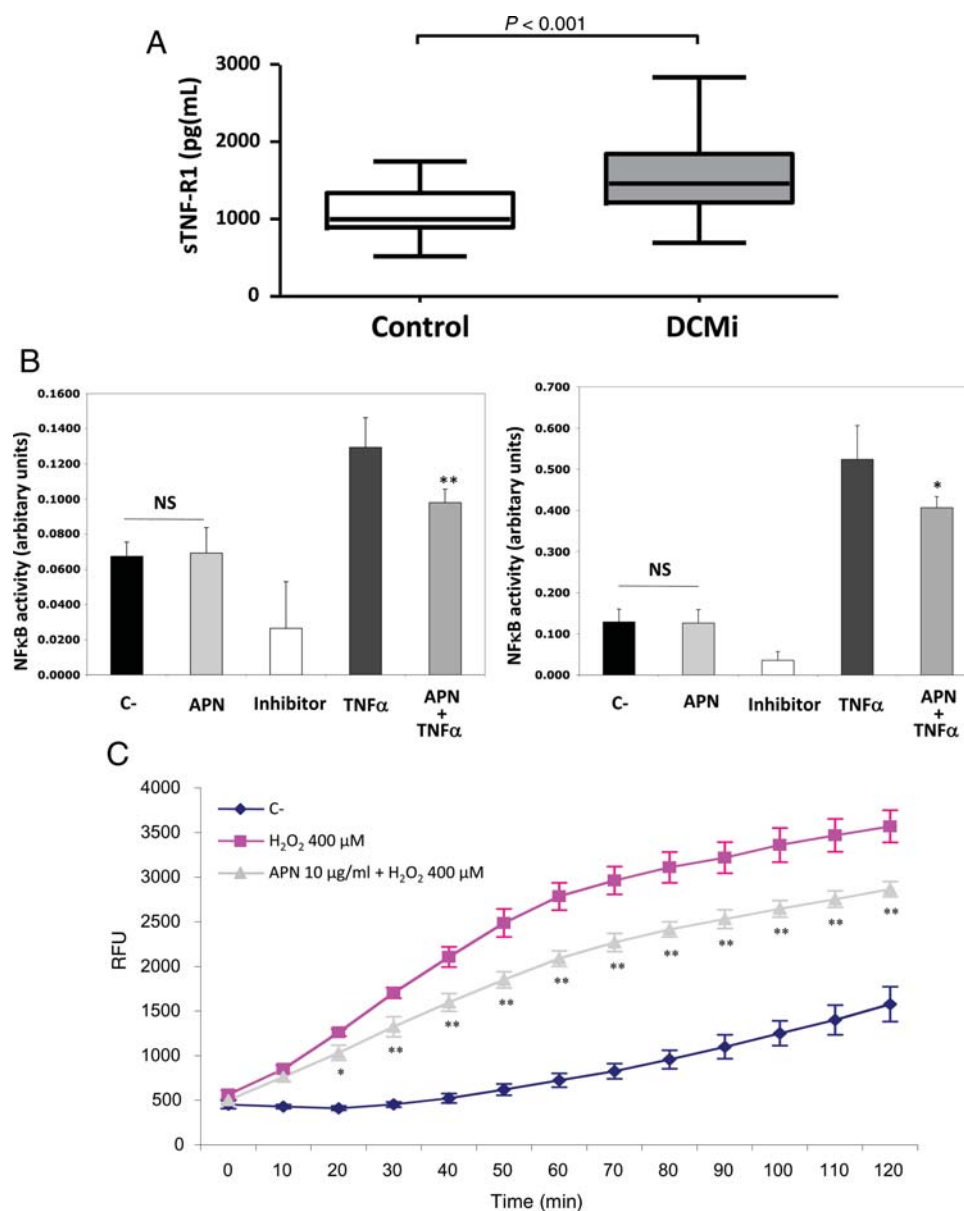 A
P < 0.001
sTNF-R1 (pg(mL)
3000
2000
1000
0
Control DCMi
B
NFκB activity (arbitary units)
0.1600
0.1400
0.1200
0.1000
0.0800
0.0600
0.0400
0.0200
0.0000
NS
**
C- APN Inhibitor TNFα APN + TNFα
NFκB activity (arbitary units)
0.700
0.600
0.500
0.400
0.300
0.200
0.100
0.000
NS
*
C- APN Inhibitor TNFα APN + TNFα
C
RFU
4000
3500
3000
2500
2000
1500
1000
500
0
C-
H₂O₂ 400 µM
APN 10 µg/ml + H₂O₂ 400 µM
* ** ** ** ** ** ** ** ** ** **
0 10 20 30 40 50 60 70 80 90 100 110 120
Time (min)